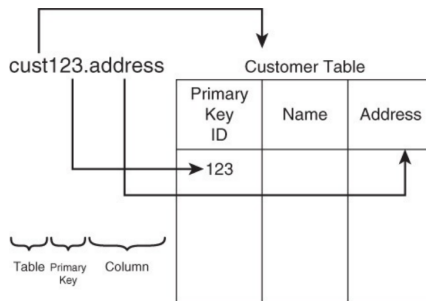 cust123.address
Customer Table
Primary
Key
ID
Name
Address
123
Table
Primary
Key
Column